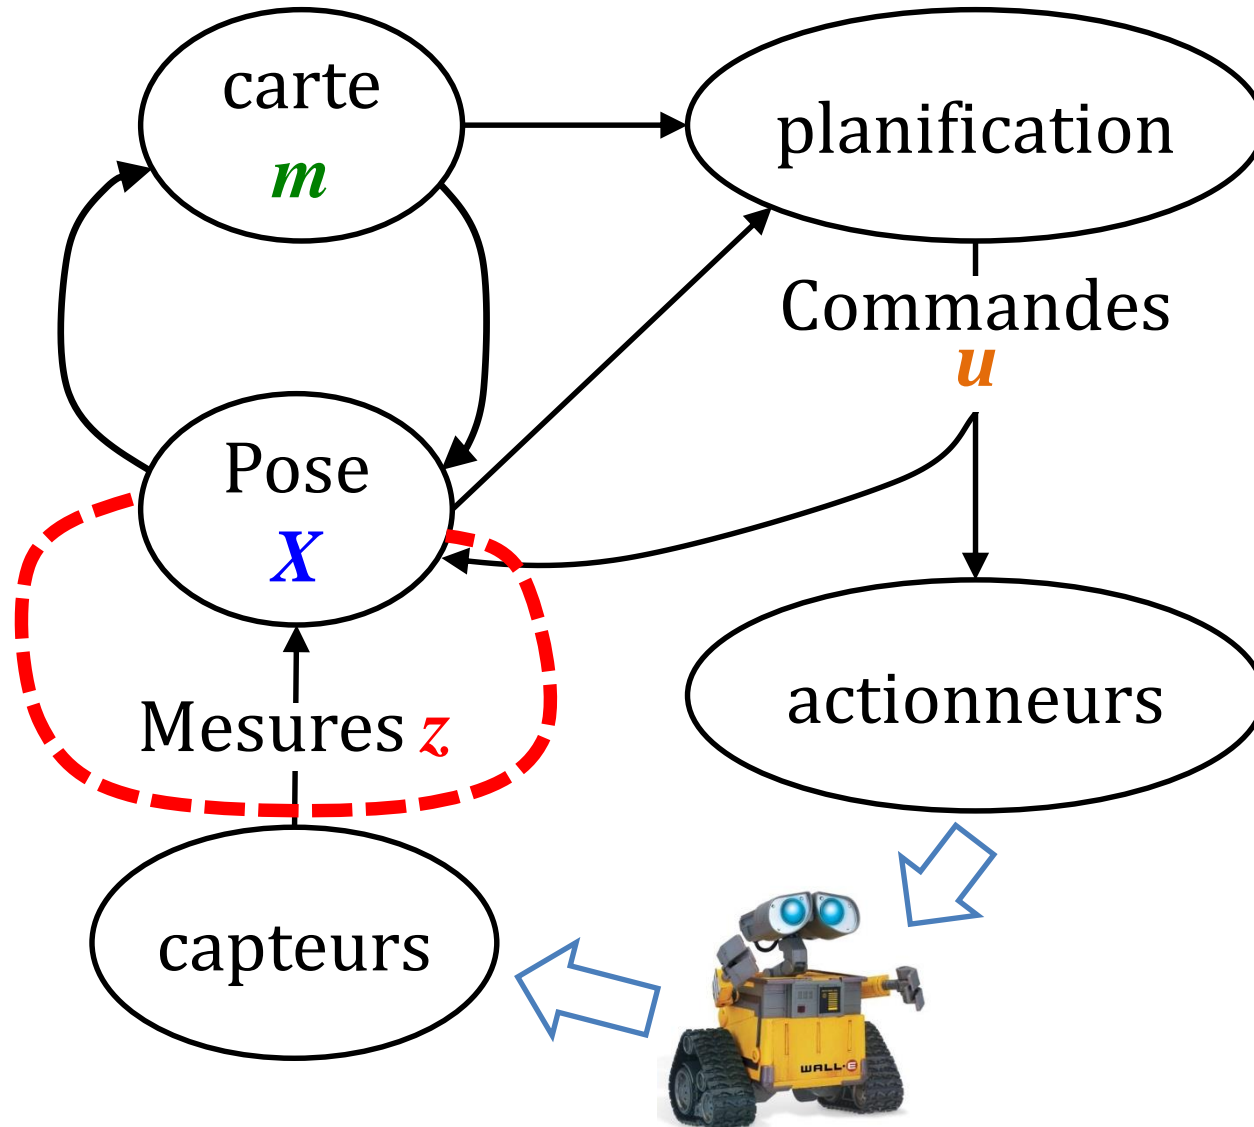 carte
m
planification
Commandes
u
Pose
X
Mesures z
actionneurs
capteurs
WALL·E